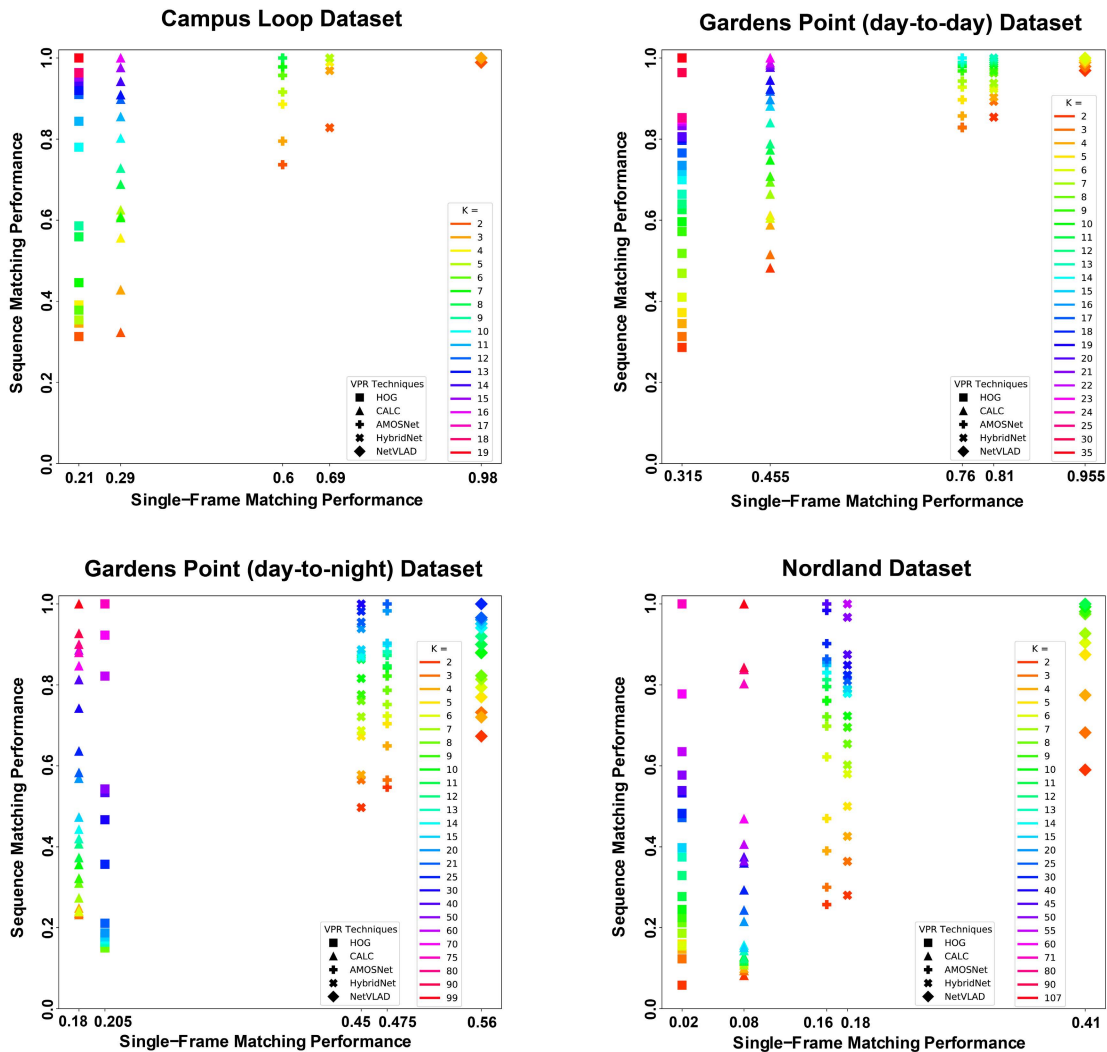 Campus Loop Dataset
Sequence Matching Performance
1.0
0.8
0.6
0.4
0.2
0.0
K =
2
3
4
5
6
7
8
9
10
11
12
13
14
15
16
17
18
19
VPR Techniques
HOG
CALC
AMOSNet
HybridNet
NetVLAD
0.21 0.29 0.6 0.69 0.98
Single-Frame Matching Performance
Gardens Point (day-to-day) Dataset
Sequence Matching Performance
1.0
0.8
0.6
0.4
0.2
0.0
K =
2
3
4
5
6
7
8
9
10
11
12
13
14
15
16
17
18
19
20
21
22
23
24
25
30
35
VPR Techniques
HOG
CALC
AMOSNet
HybridNet
NetVLAD
0.315 0.455 0.76 0.81 0.955
Single-Frame Matching Performance
Gardens Point (day-to-night) Dataset
Sequence Matching Performance
1.0
0.8
0.6
0.4
0.2
0.0
K =
2
3
4
5
6
7
8
9
10
11
12
13
14
15
20
21
25
30
40
50
60
70
75
80
90
99
VPR Techniques
HOG
CALC
AMOSNet
HybridNet
NetVLAD
0.18 0.205 0.45 0.475 0.56
Single-Frame Matching Performance
Nordland Dataset
Sequence Matching Performance
1.0
0.8
0.6
0.4
0.2
0.0
K =
2
3
4
5
6
7
8
9
10
11
12
13
14
15
20
25
30
40
45
50
55
60
71
80
90
107
VPR Techniques
HOG
CALC
AMOSNet
HybridNet
NetVLAD
0.02 0.08 0.16 0.18 0.41
Single-Frame Matching Performance